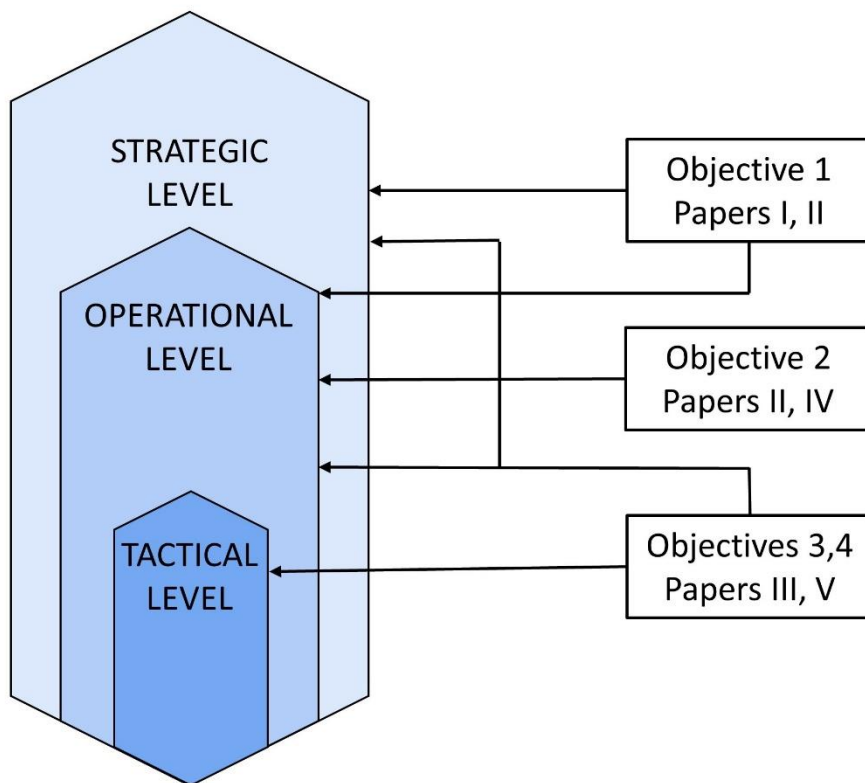 STRATEGIC
LEVEL
OPERATIONAL
LEVEL
TACTICAL
LEVEL
Objective 1
Papers I, II
Objective 2
Papers II, IV
Objectives 3,4
Papers III, V